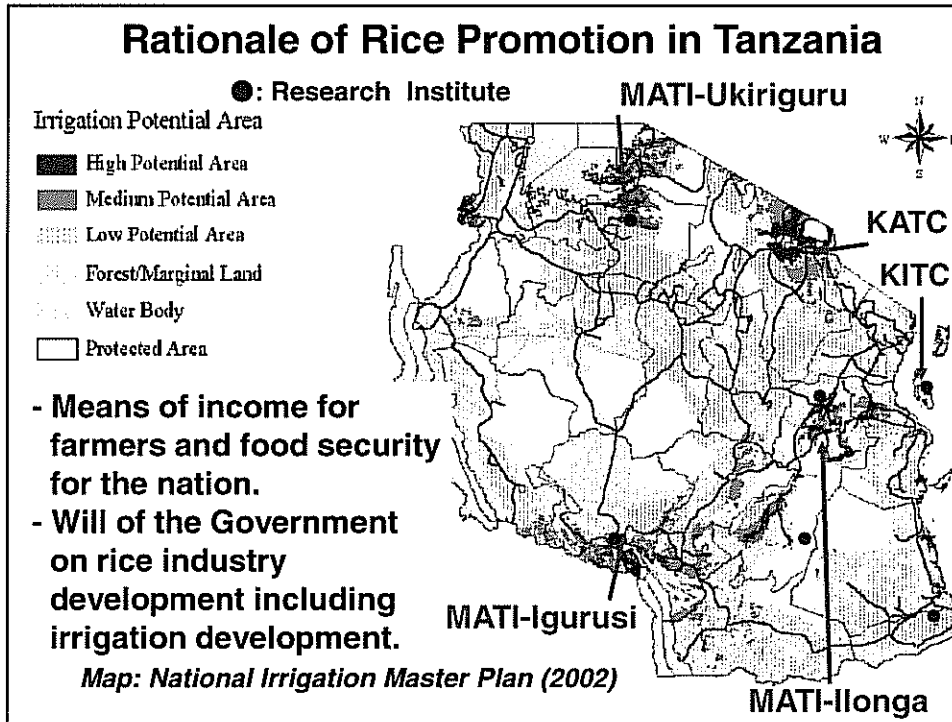 Rationale of Rice Promotion in Tanzania
●: Research Institute
MATI-Ukiriguru
Irrigation Potential Area
High Potential Area
Medium Potential Area
Low Potential Area
Forest/Marginal Land
Water Body
Protected Area
N
W
S
KATC
KITC
- Means of income for
farmers and food security
for the nation.
- Will of the Government
on rice industry
development including
irrigation development.
MATI-Igurusi
Map: National Irrigation Master Plan (2002)
MATI-Ilonga